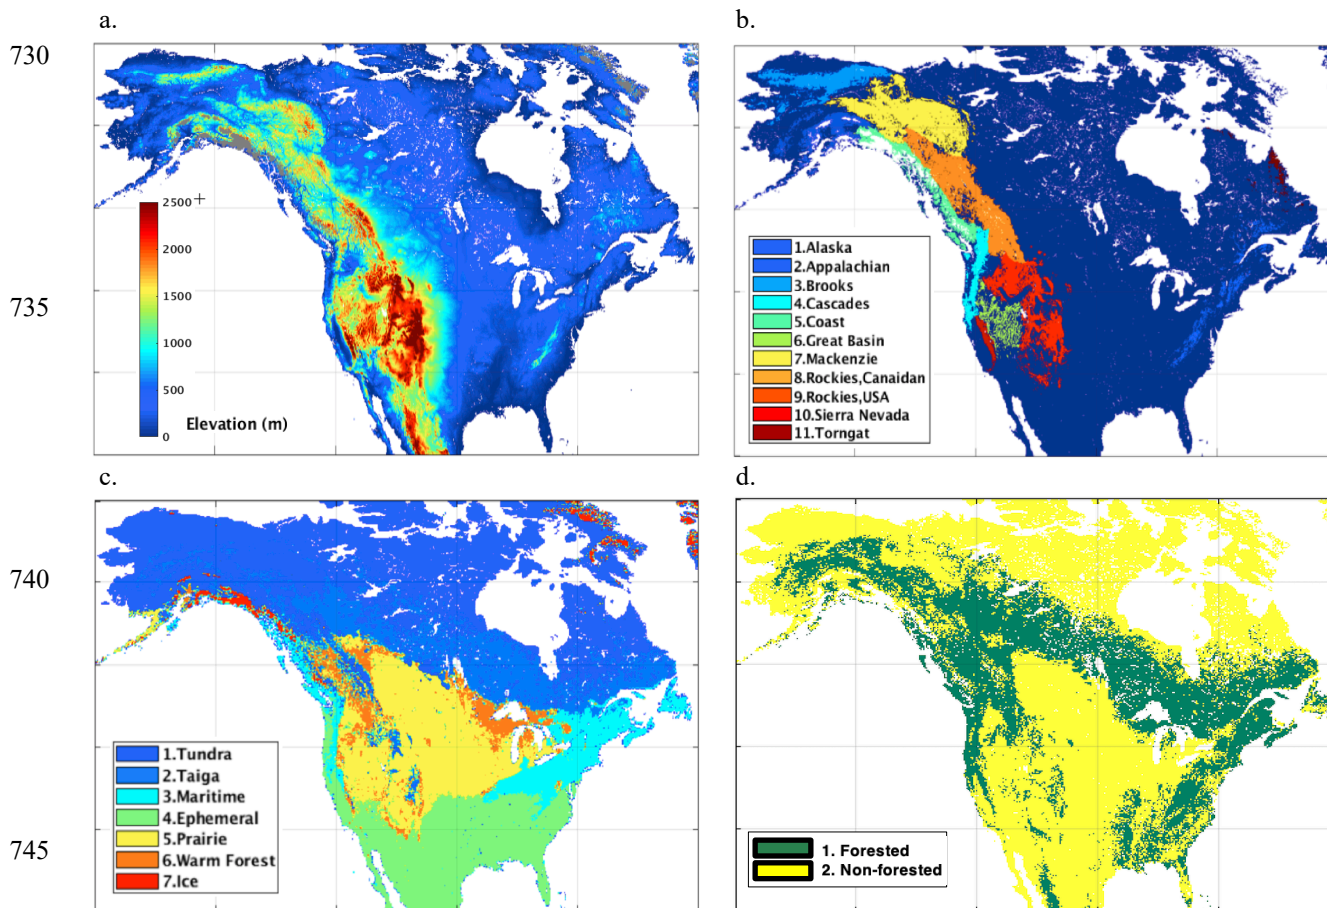 a.
b.
730
2500+
2000
1500
1000
500
0
Elevation (m)
1.Alaska
2.Appalachian
3.Brooks
4.Cascades
5.Coast
6.Great Basin
7.Mackenzie
8.Rockies,Canaidan
9.Rockies,USA
10.Sierra Nevada
11.Torngat
735
c.
d.
740
1.Tundra
2.Taiga
3.Maritime
4.Ephemeral
5.Prairie
6.Warm Forest
7.Ice
1. Forested
2. Non-forested
745